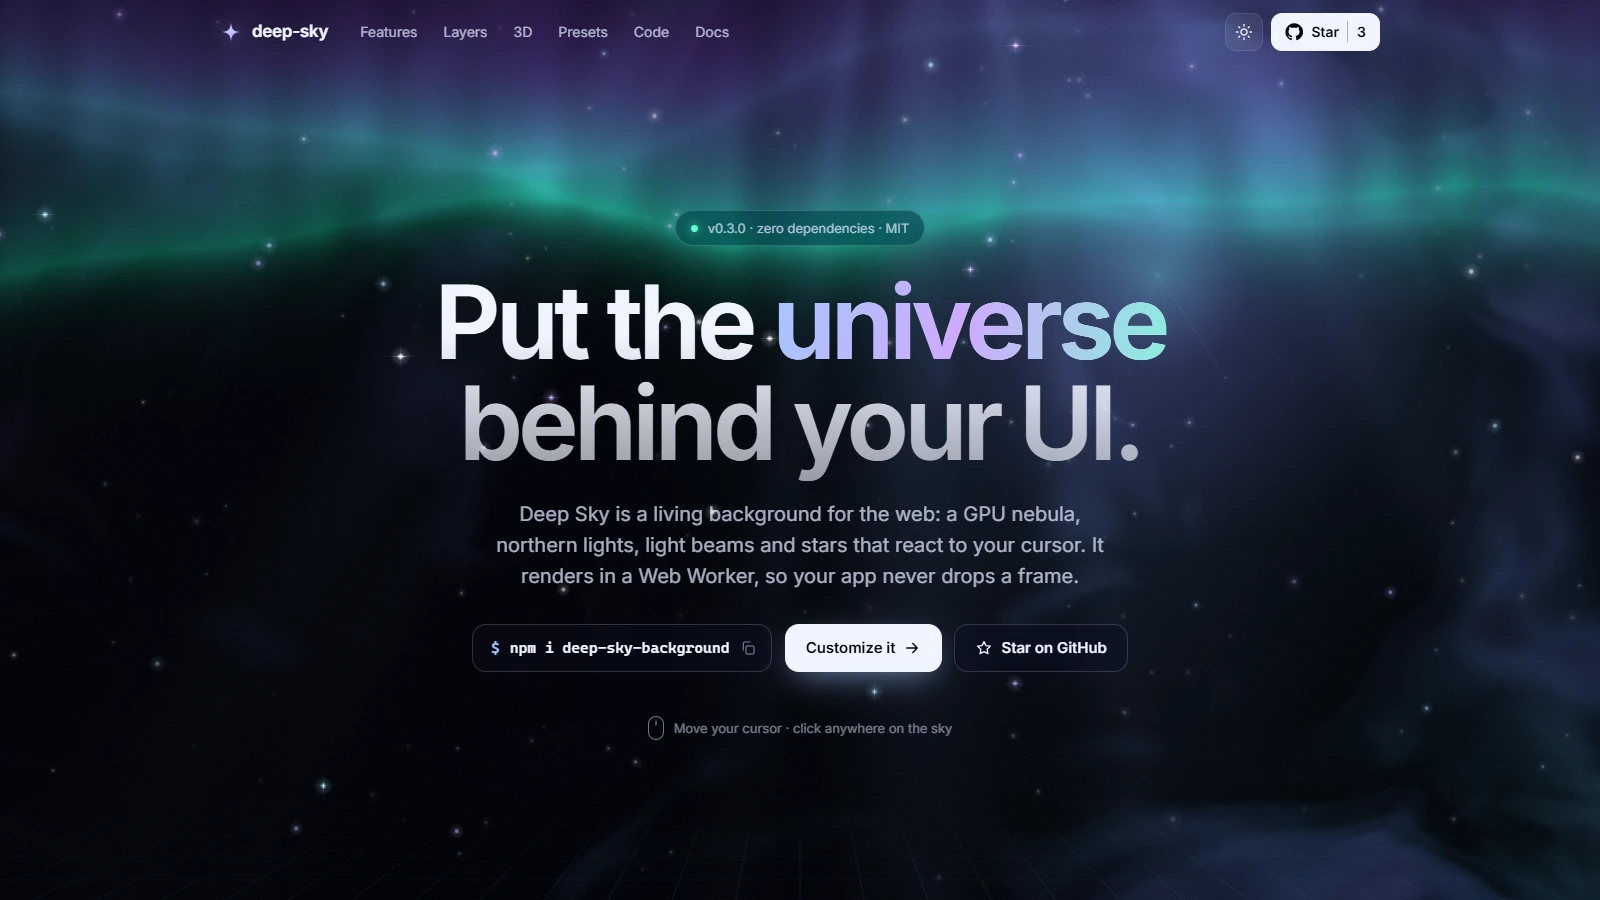 deep-sky
Features
Layers
3D
Presets
Code
Docs
Star 3
v0.3.0 · zero dependencies · MIT
Put the universe
behind your UI.
Deep Sky is a living background for the web: a GPU nebula,
northern lights, light beams and stars that react to your cursor. It
renders in a Web Worker, so your app never drops a frame.
$ npm i deep-sky-background
Customize it →
Star on GitHub
Move your cursor · click anywhere on the sky